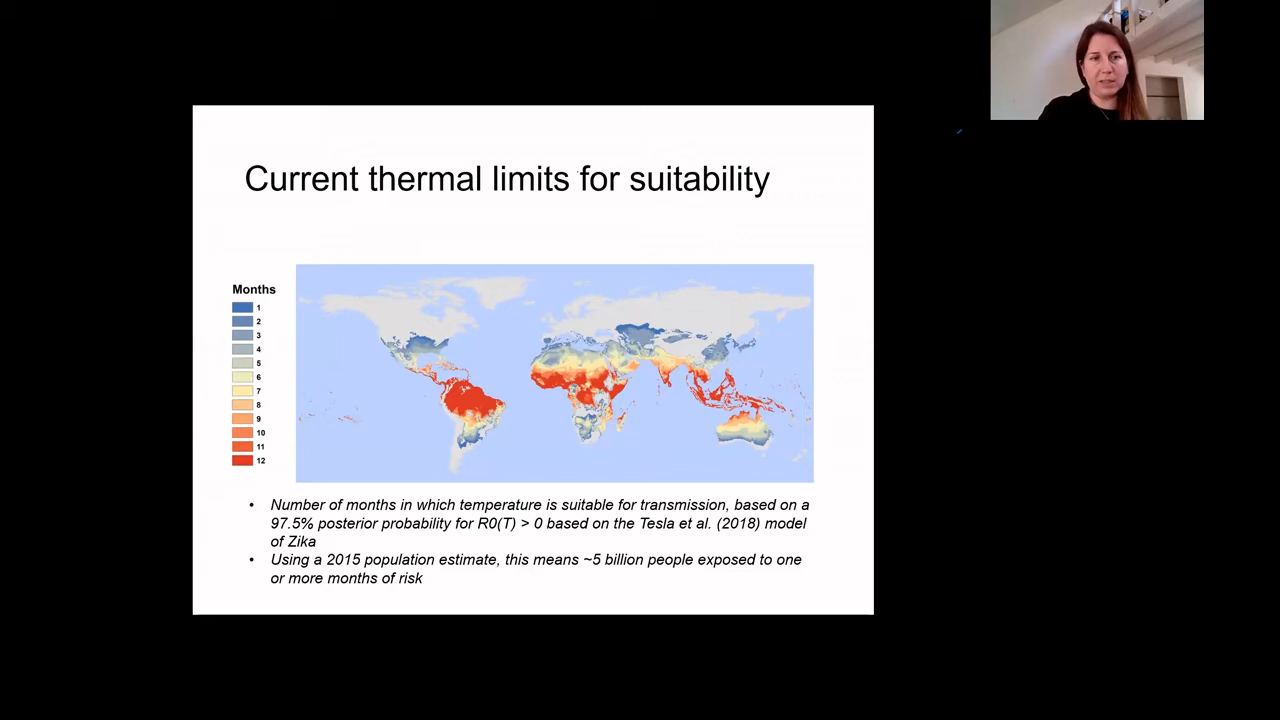 Current thermal limits for suitability
Months
1
2
3
4
5
6
7
8
9
10
11
12
• Number of months in which temperature is suitable for transmission, based on a
97.5% posterior probability for R0(T) > 0 based on the Tesla et al. (2018) model
of Zika
• Using a 2015 population estimate, this means ~5 billion people exposed to one
or more months of risk